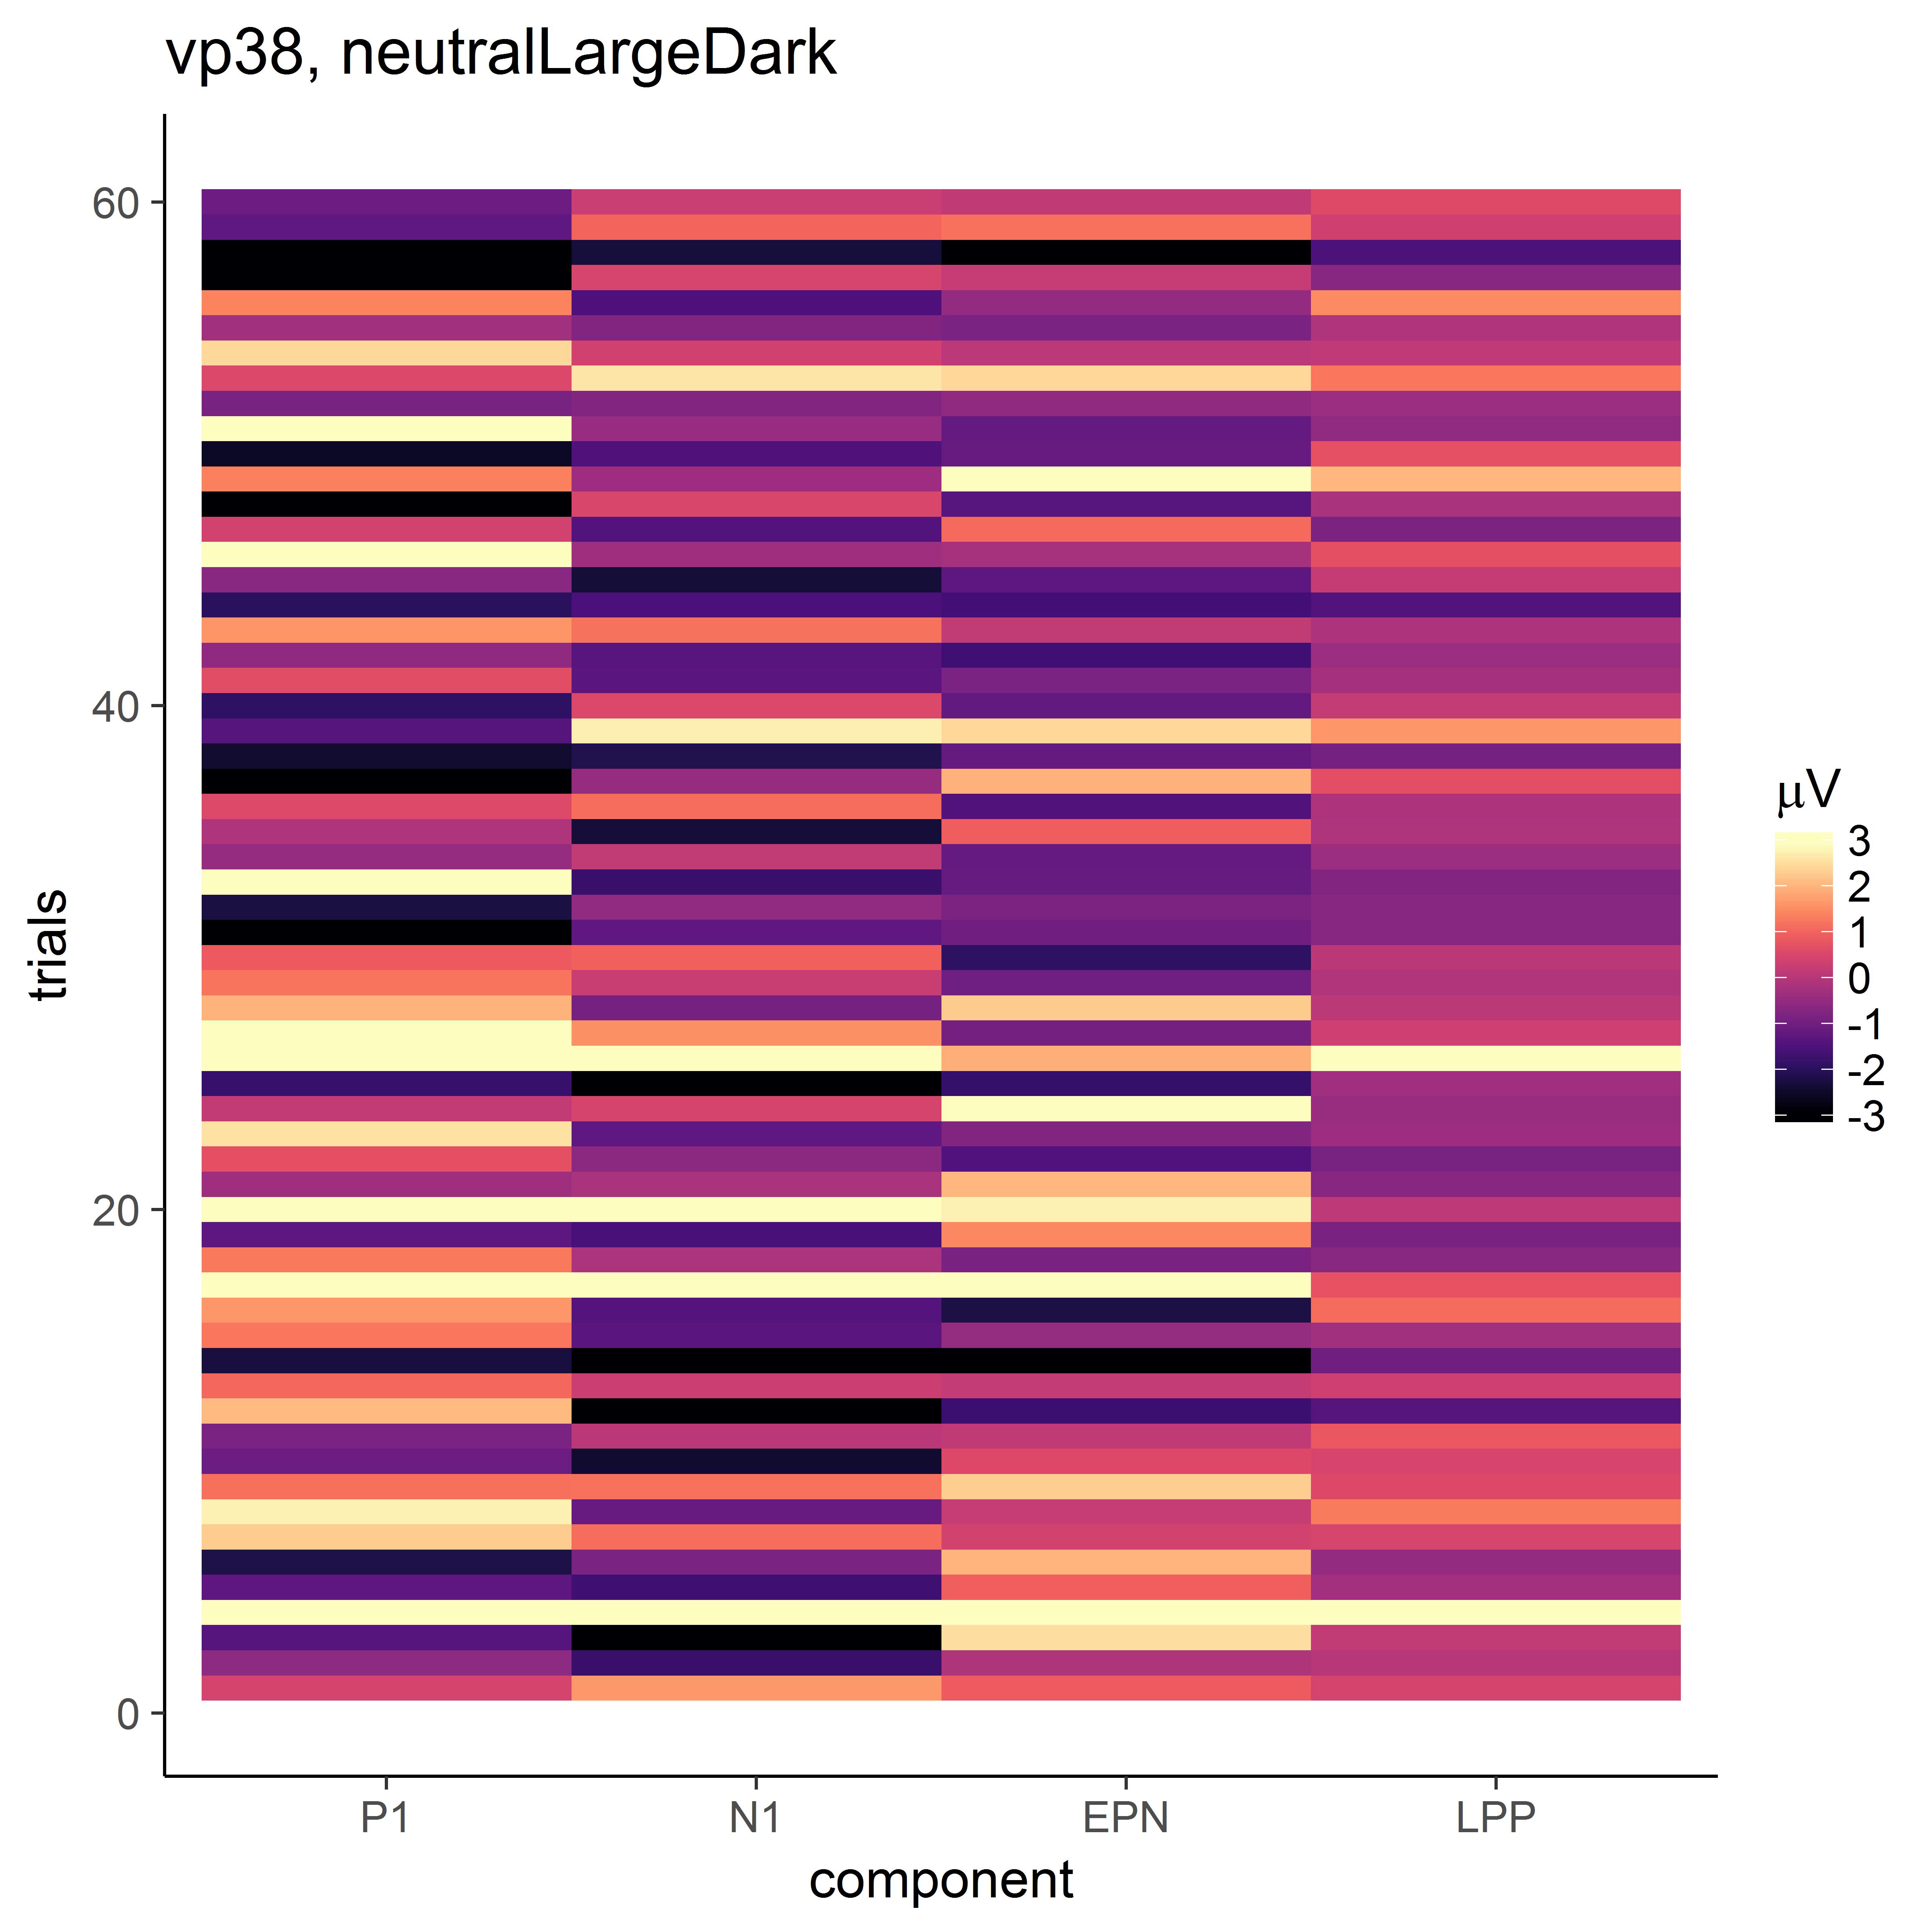 vp38, neutralLargeDark
60
40
20
0
trials
P1 N1 EPN LPP
component
μV
3
2
1
0
-1
-2
-3